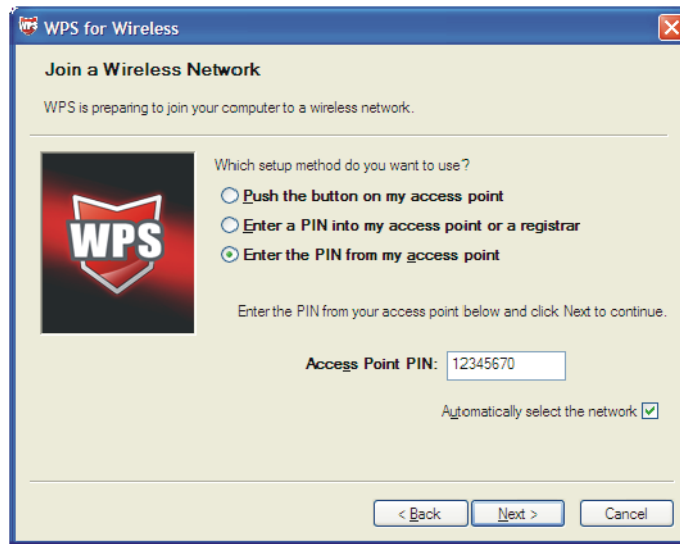 WPS for Wireless
Join a Wireless Network
WPS is preparing to join your computer to a wireless network.
Which setup method do you want to use?
Push the button on my access point
Enter a PIN into my access point or a registrar
Enter the PIN from my access point
WPS
Enter the PIN from your access point below and click Next to continue.
Access Point PIN: 12345670
Automatically select the network
< Back Next > Cancel